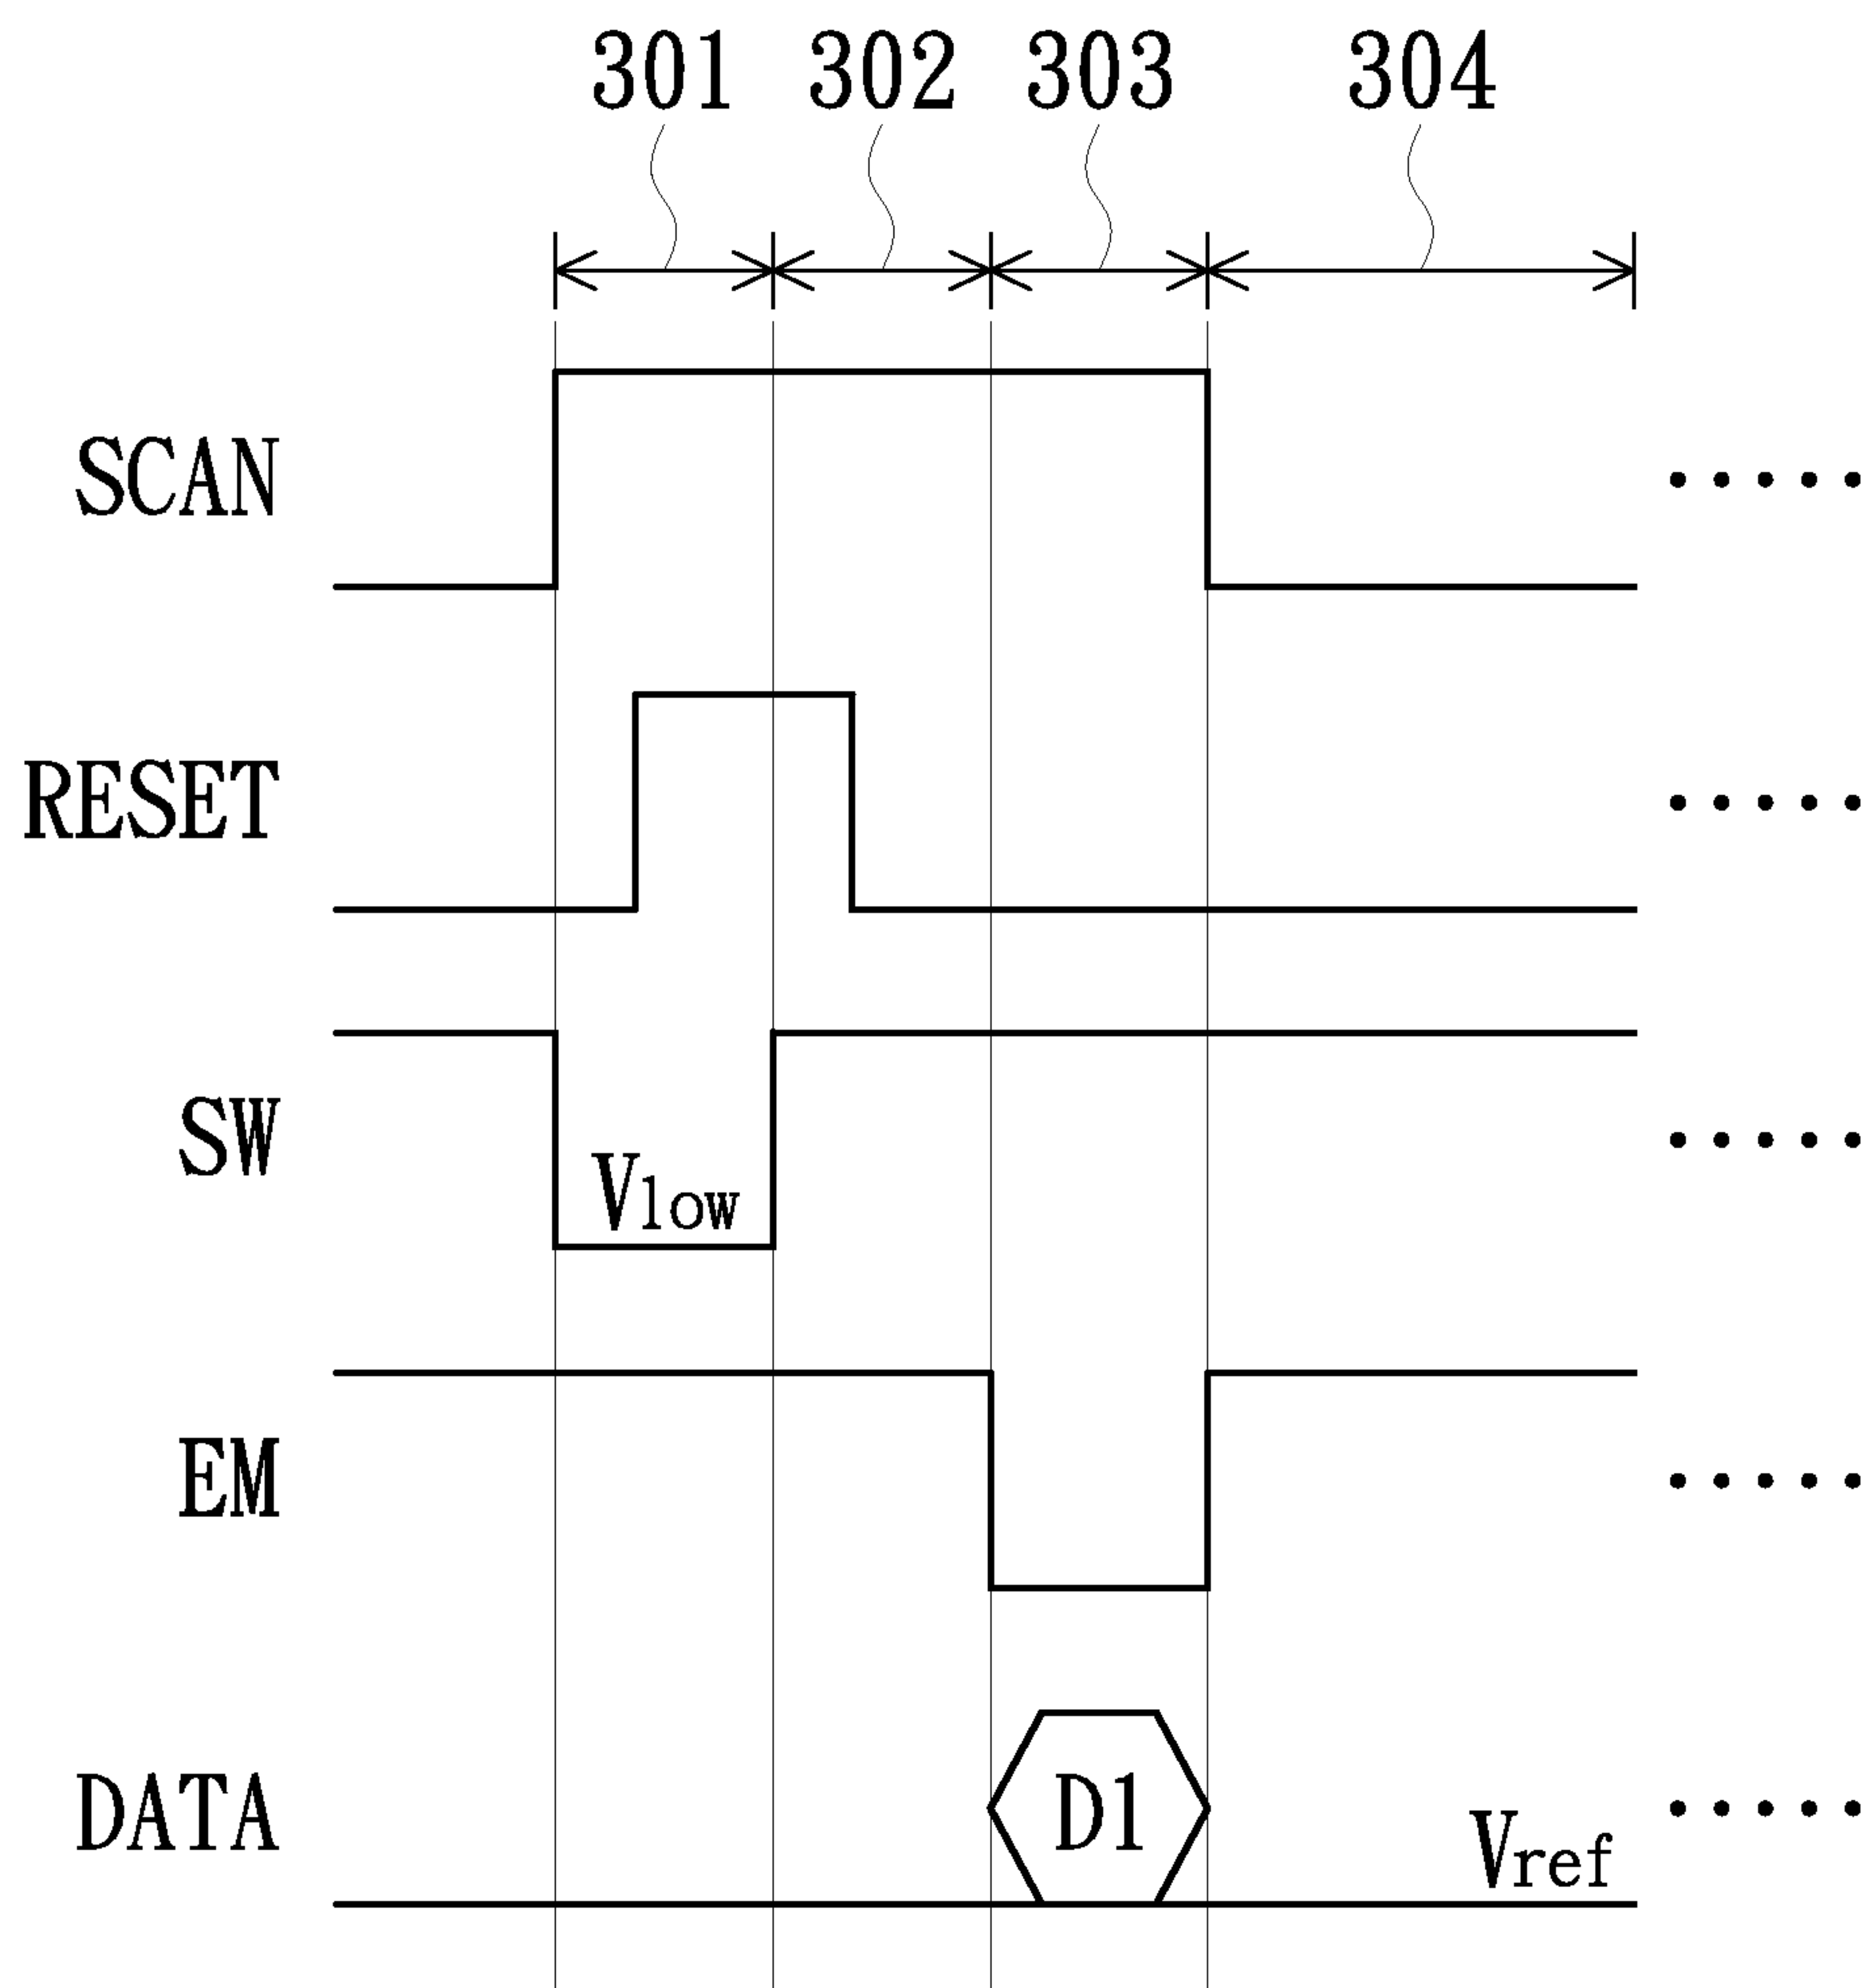 301 302 303 304
SCAN
RESET
SW
Vlow
EM
DATA
D1
Vref